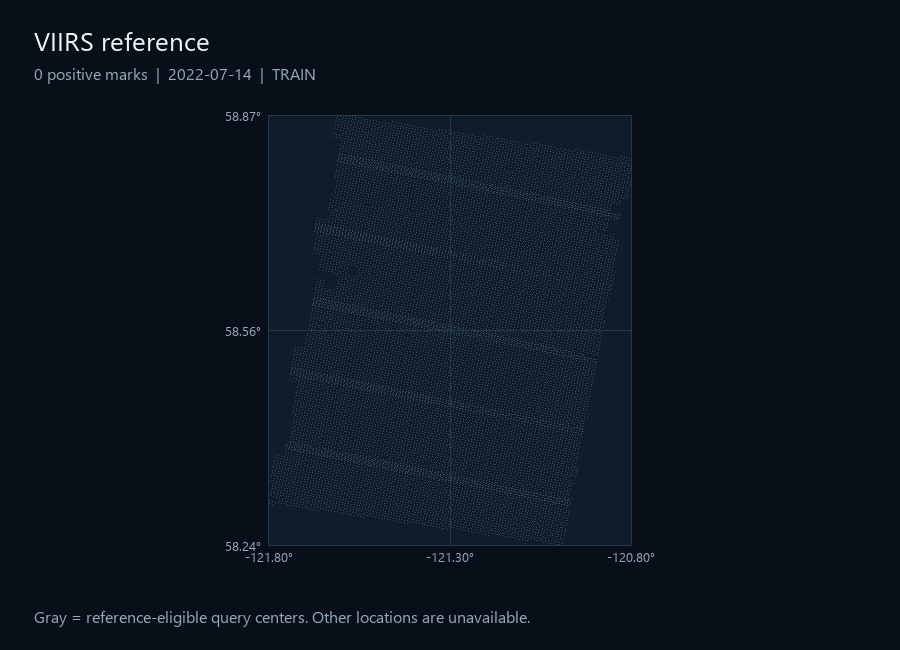 VIIRS reference
0 positive marks | 2022-07-14 | TRAIN
58.87°
58.56°
58.24°
-121.80°
-121.30°
-120.80°
Gray = reference-eligible query centers. Other locations are unavailable.